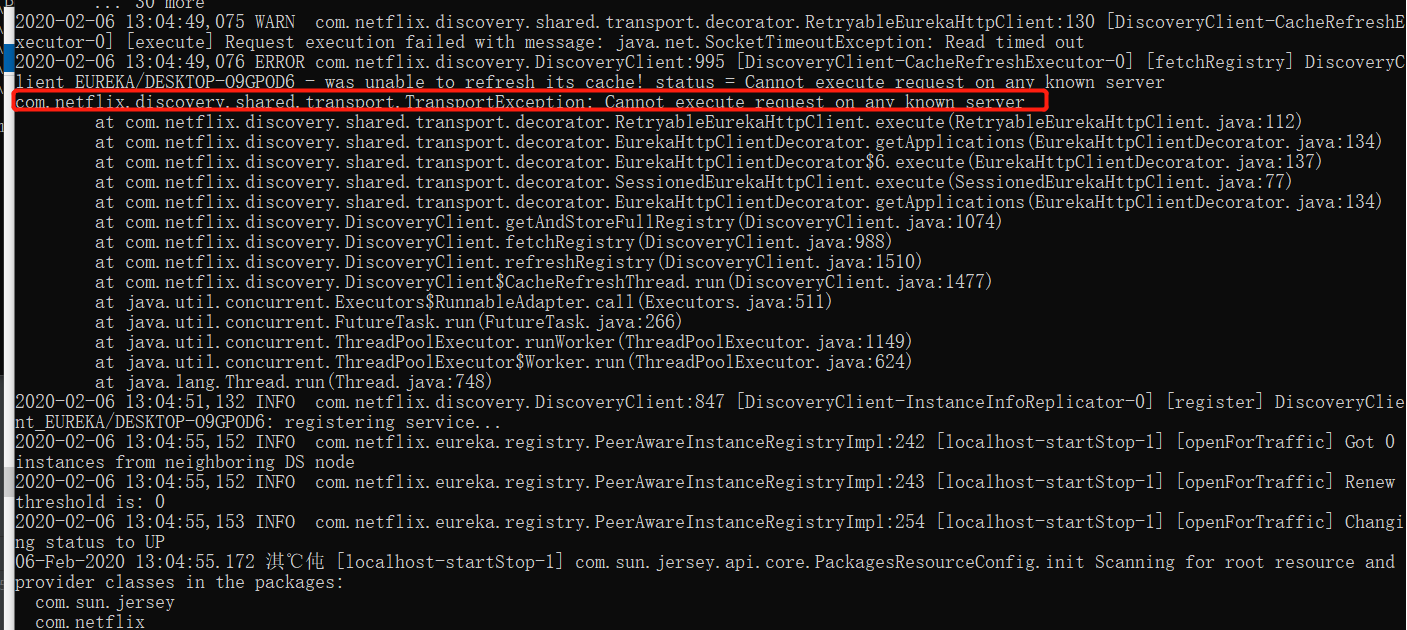 ... 30 more
2020-02-06 13:04:49,075 WARN  com.netflix.discovery.shared.transport.decorator.RetryableEurekaHttpClient:130 [DiscoveryClient-CacheRefreshE
xecutor-0] [execute] Request execution failed with message: java.net.SocketTimeoutException: Read timed out
2020-02-06 13:04:49,076 ERROR com.netflix.discovery.DiscoveryClient:995 [DiscoveryClient-CacheRefreshExecutor-0] [fetchRegistry] DiscoveryC
lient_EUREKA/DESKTOP-O9GPOD6 - was unable to refresh its cache! status = Cannot execute request on any known server
com.netflix.discovery.shared.transport.TransportException: Cannot execute request on any known server
at com.netflix.discovery.shared.transport.decorator.RetryableEurekaHttpClient.execute(RetryableEurekaHttpClient.java:112)
at com.netflix.discovery.shared.transport.decorator.EurekaHttpClientDecorator.getApplications(EurekaHttpClientDecorator.java:134)
at com.netflix.discovery.shared.transport.decorator.EurekaHttpClientDecorator$6.execute(EurekaHttpClientDecorator.java:137)
at com.netflix.discovery.shared.transport.decorator.SessionedEurekaHttpClient.execute(SessionedEurekaHttpClient.java:77)
at com.netflix.discovery.shared.transport.decorator.EurekaHttpClientDecorator.getApplications(EurekaHttpClientDecorator.java:134)
at com.netflix.discovery.DiscoveryClient.getAndStoreFullRegistry(DiscoveryClient.java:1074)
at com.netflix.discovery.DiscoveryClient.fetchRegistry(DiscoveryClient.java:988)
at com.netflix.discovery.DiscoveryClient.refreshRegistry(DiscoveryClient.java:1510)
at com.netflix.discovery.DiscoveryClient$CacheRefreshThread.run(DiscoveryClient.java:1477)
at java.util.concurrent.Executors$RunnableAdapter.call(Executors.java:511)
at java.util.concurrent.FutureTask.run(FutureTask.java:266)
at java.util.concurrent.ThreadPoolExecutor.runWorker(ThreadPoolExecutor.java:1149)
at java.util.concurrent.ThreadPoolExecutor$Worker.run(ThreadPoolExecutor.java:624)
at java.lang.Thread.run(Thread.java:748)
2020-02-06 13:04:51,132 INFO  com.netflix.discovery.DiscoveryClient:847 [DiscoveryClient-InstanceInfoReplicator-0] [register] DiscoveryClie
nt_EUREKA/DESKTOP-O9GPOD6: registering service...
2020-02-06 13:04:55,152 INFO  com.netflix.eureka.registry.PeerAwareInstanceRegistryImpl:242 [localhost-startStop-1] [openForTraffic] Got 0
instances from neighboring DS node
2020-02-06 13:04:55,152 INFO  com.netflix.eureka.registry.PeerAwareInstanceRegistryImpl:243 [localhost-startStop-1] [openForTraffic] Renew
threshold is: 0
2020-02-06 13:04:55,153 INFO  com.netflix.eureka.registry.PeerAwareInstanceRegistryImpl:254 [localhost-startStop-1] [openForTraffic] Changi
ng status to UP
06-Feb-2020 13:04:55.172 淇℃伅 [localhost-startStop-1] com.sun.jersey.api.core.PackagesResourceConfig.init Scanning for root resource and
provider classes in the packages:
com.sun.jersey
com.netflix